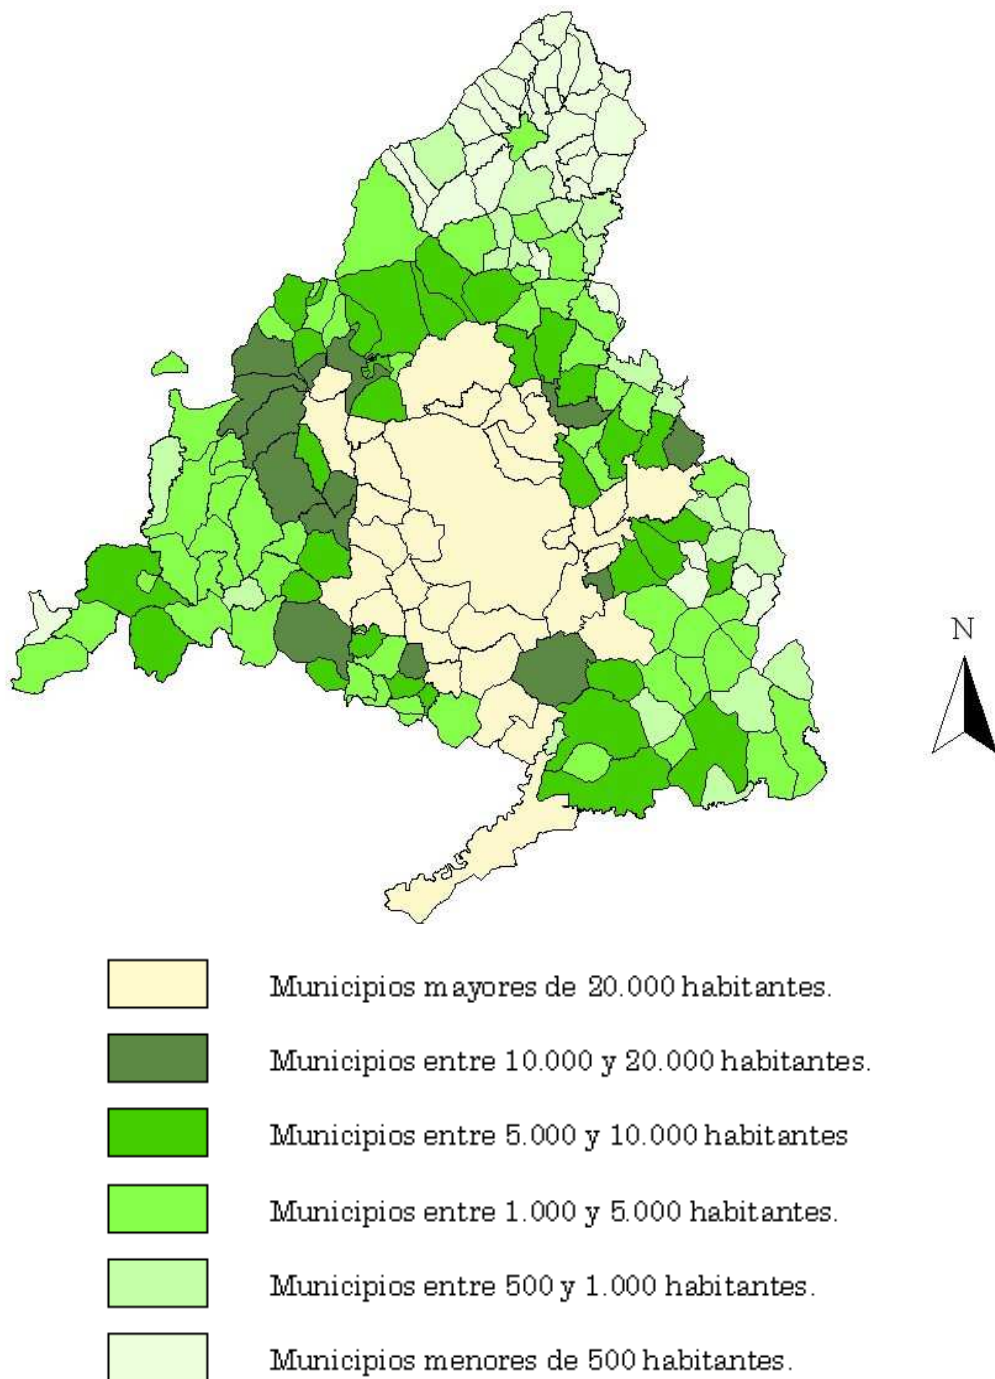 N
Municipios mayores de 20.000 habitantes.
Municipios entre 10.000 y 20.000 habitantes.
Municipios entre 5.000 y 10.000 habitantes
Municipios entre 1.000 y 5.000 habitantes.
Municipios entre 500 y 1.000 habitantes.
Municipios menores de 500 habitantes.